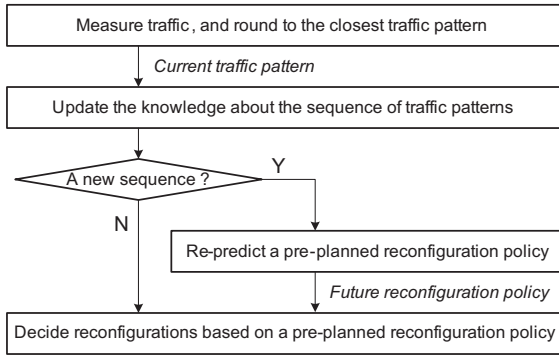 Measure traffic, and round to the closest traffic pattern
Current traffic pattern
Update the knowledge about the sequence of traffic patterns
A new sequence ?
Y
N
Re-predict a pre-planned reconfiguration policy
Future reconfiguration policy
Decide reconfigurations based on a pre-planned reconfiguration policy